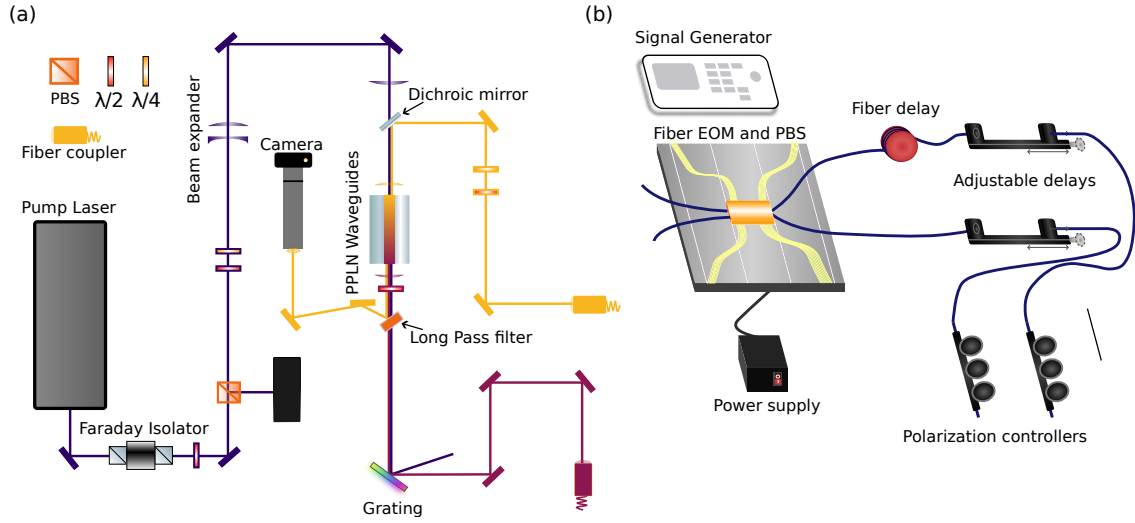 (a)
PBS
λ/2
λ/4
Fiber coupler
Pump Laser
Faraday Isolator
Beam expander
Camera
PPLN Waveguides
Dichroic mirror
Long Pass filter
Grating
(b)
Signal Generator
Fiber EOM and PBS
Fiber delay
Adjustable delays
Power supply
Polarization controllers